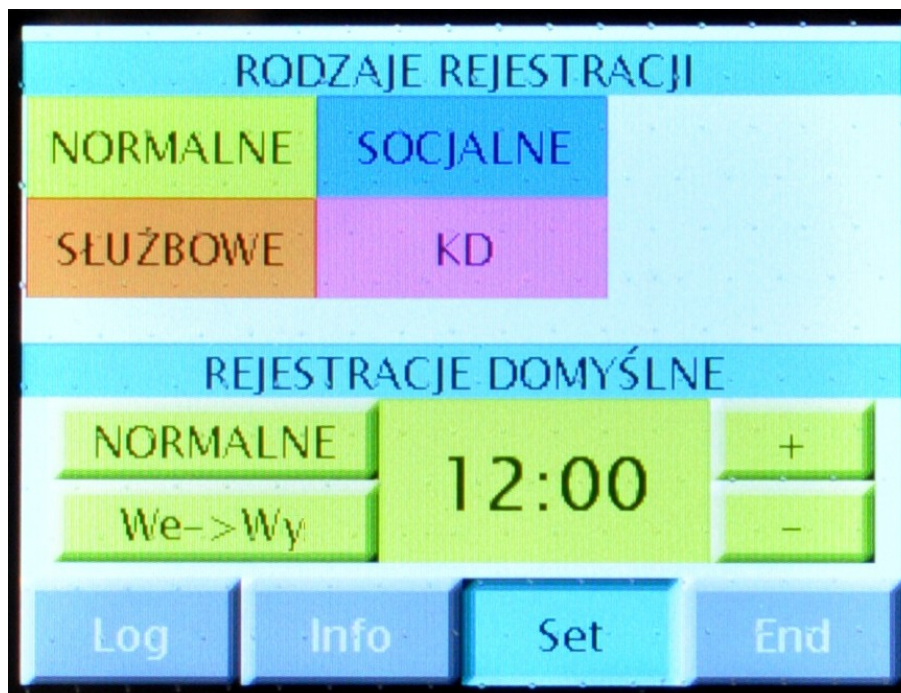 RODZAJE REJESTRACJI
NORMALNE SOCJALNE
SŁUŻBOWE KD
REJESTRACJE DOMYŚLNE
NORMALNE
12:00
+
We->Wy
-
Log Info Set End